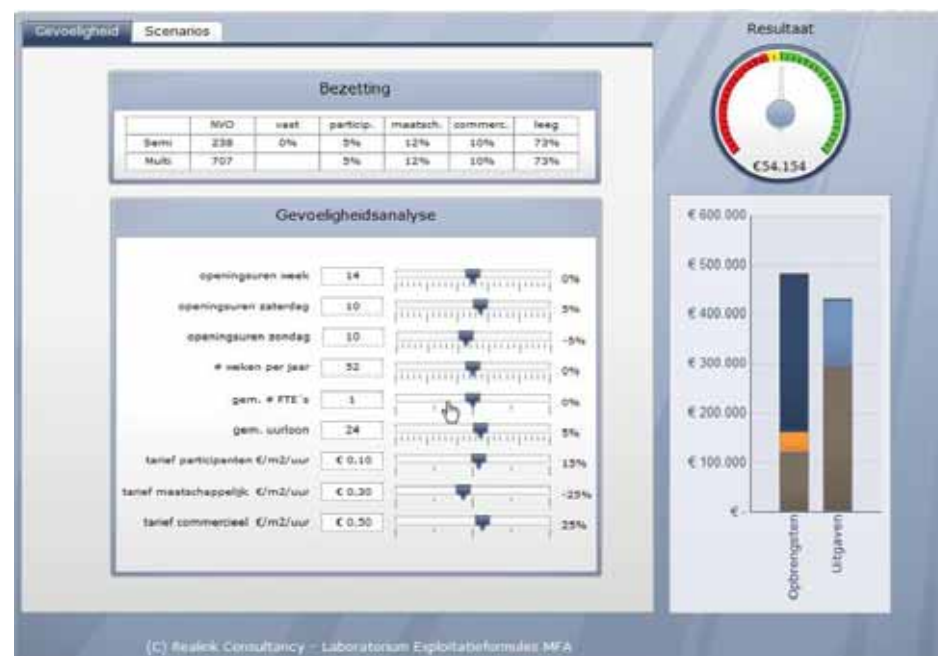 Gevoeligheid Scenarios
Bezetting
NVO vast particip. maatsch. commerc. leeg
Semi 238 0% 5% 12% 10% 73%
Multi 707 5% 12% 10% 73%
Gevoeligheidsanalyse
openingsuren week 14 0%
openingsuren zaterdag 10 5%
openingsuren zondag 10 -5%
# weken per jaar 52 0%
gem. # FTE's 1 0%
gem. uurloon 24 5%
tarief participanten €/m2/uur € 0,10 15%
tarief maatschappelijk €/m2/uur € 0,30 -25%
tarief commercieel €/m2/uur € 0,50 25%
Resultaat
€54.154
€ 600.000
€ 500.000
€ 400.000
€ 300.000
€ 200.000
€ 100.000
€ -
Opbrengsten
Uitgaven
(C) Realink Consultancy - Laboratorium Exploitatieformules MFA